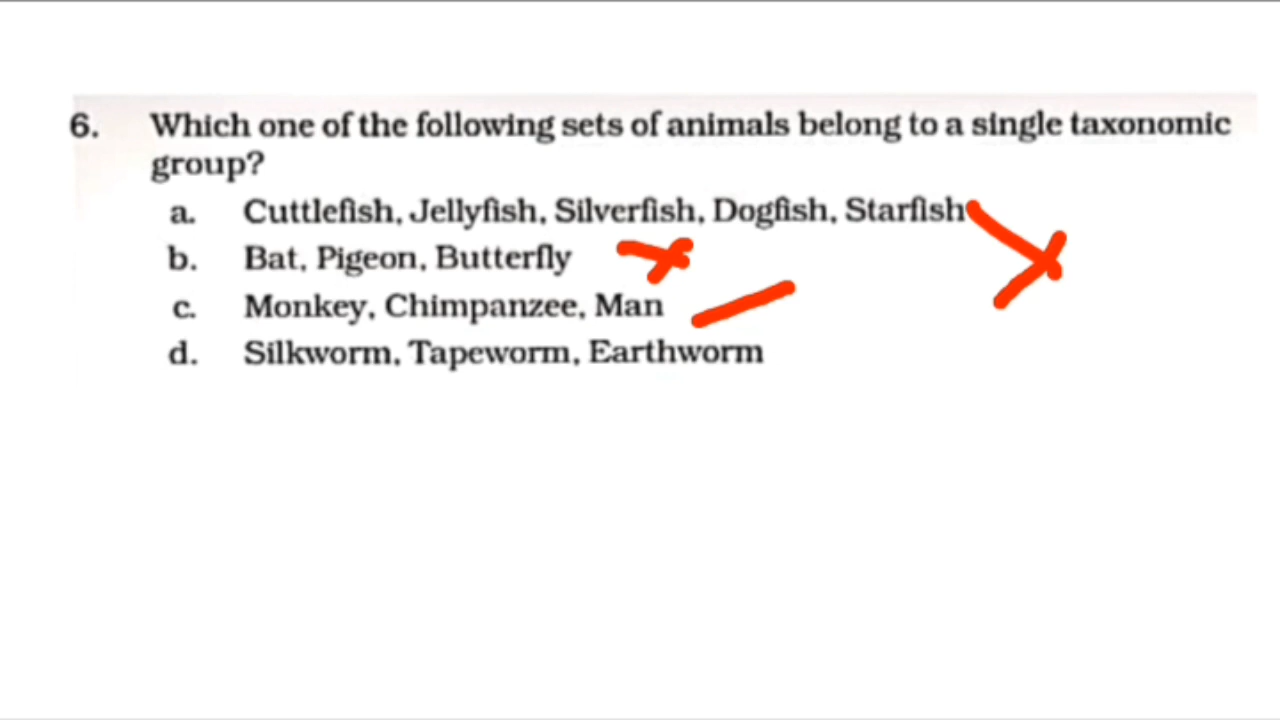 6. Which one of the following sets of animals belong to a single taxonomic
group?
a. Cuttlefish, Jellyfish, Silverfish, Dogfish, Starfish
b. Bat, Pigeon, Butterfly
c. Monkey, Chimpanzee, Man
d. Silkworm, Tapeworm, Earthworm